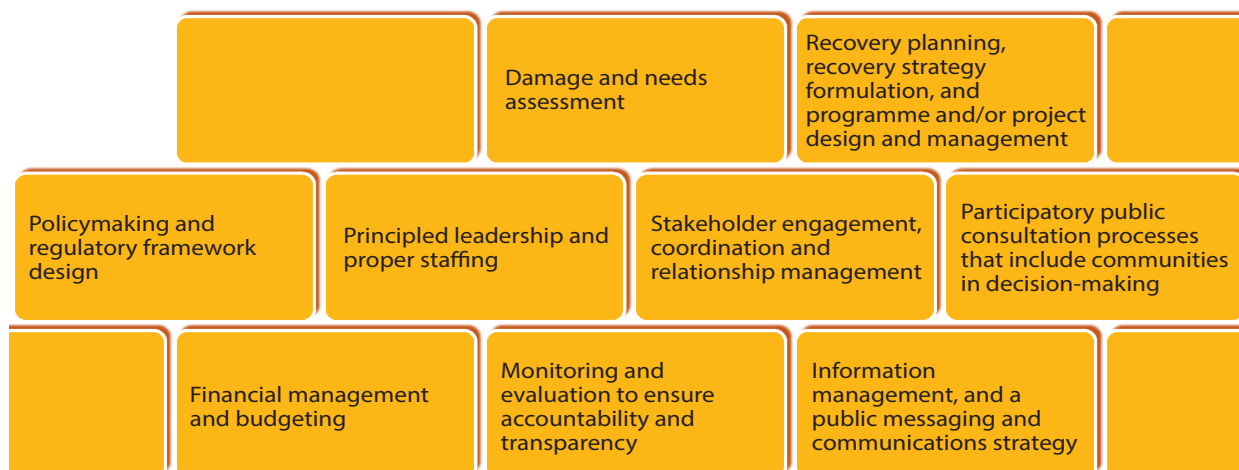 Damage and needs
assessment
Recovery planning,
recovery strategy
formulation, and
programme and/or project
design and management
Policymaking and
regulatory framework
design
Principled leadership and
proper staffing
Stakeholder engagement,
coordination and
relationship management
Participatory public
consultation processes
that include communities
in decision-making
Financial management
and budgeting
Monitoring and
evaluation to ensure
accountability and
transparency
Information
management, and a
public messaging and
communications strategy